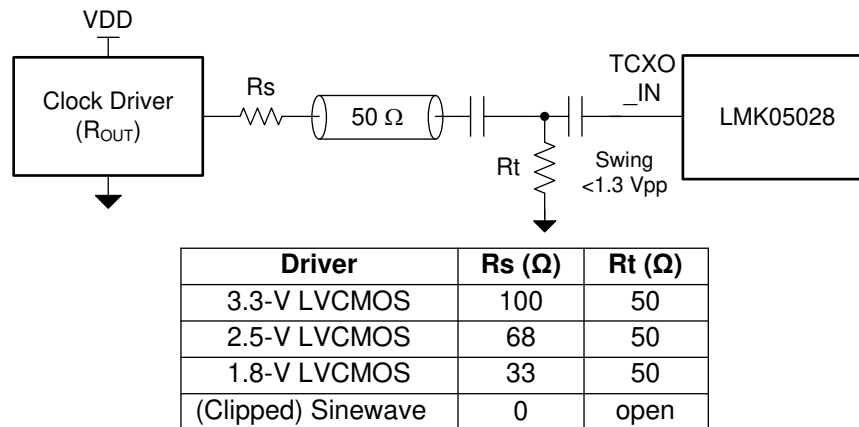 VDD
Clock Driver
(ROUT)
Rs
50 Ω
TCXO
_IN
LMK05028
Rt
Swing
<1.3 Vpp
Driver Rs (Ω) Rt (Ω)
3.3-V LVCMOS 100 50
2.5-V LVCMOS 68 50
1.8-V LVCMOS 33 50
(Clipped) Sinewave 0 open